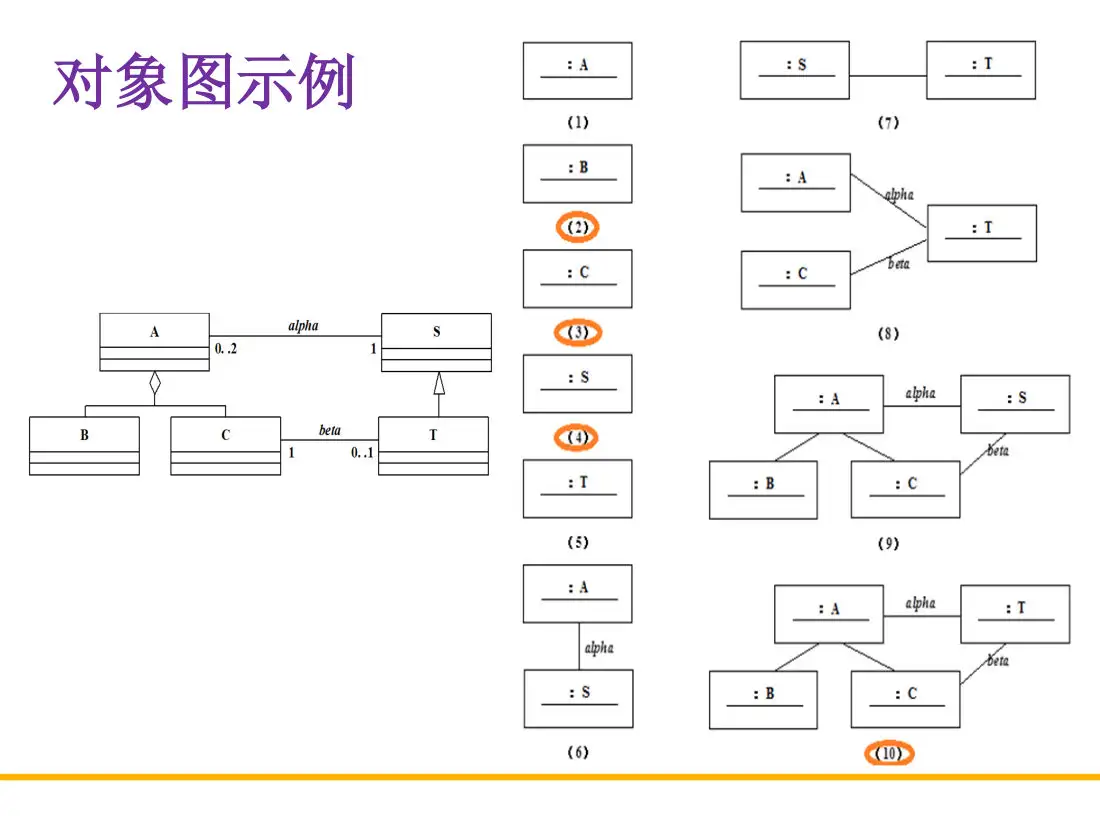 对象图示例
A
alpha
S
0..2
1
B
C
beta
T
1
0..1
: A
(1)
: B
(2)
: C
(3)
: S
(4)
: T
(5)
: A
alpha
: S
(6)
: S
: T
(7)
: A
alpha
: T
: C
beta
(8)
: A
alpha
: S
beta
: B
: C
(9)
: A
alpha
: T
beta
: B
: C
(10)